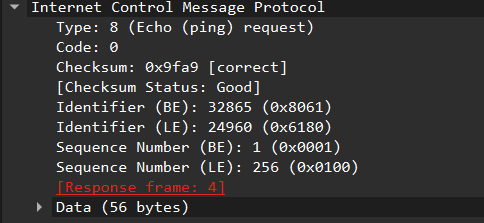 Internet Control Message Protocol
Type: 8 (Echo (ping) request)
Code: 0
Checksum: 0x9fa9 [correct]
[Checksum Status: Good]
Identifier (BE): 32865 (0x8061)
Identifier (LE): 24960 (0x6180)
Sequence Number (BE): 1 (0x0001)
Sequence Number (LE): 256 (0x0100)
[Response frame: 4]
Data (56 bytes)